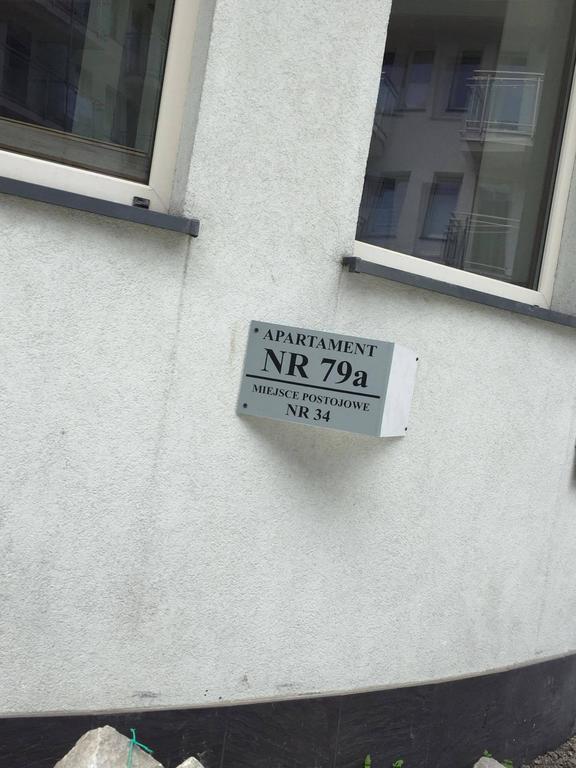 APARTAMENT
NR 79a
MIEJSCE POSTOJOWE
NR 34